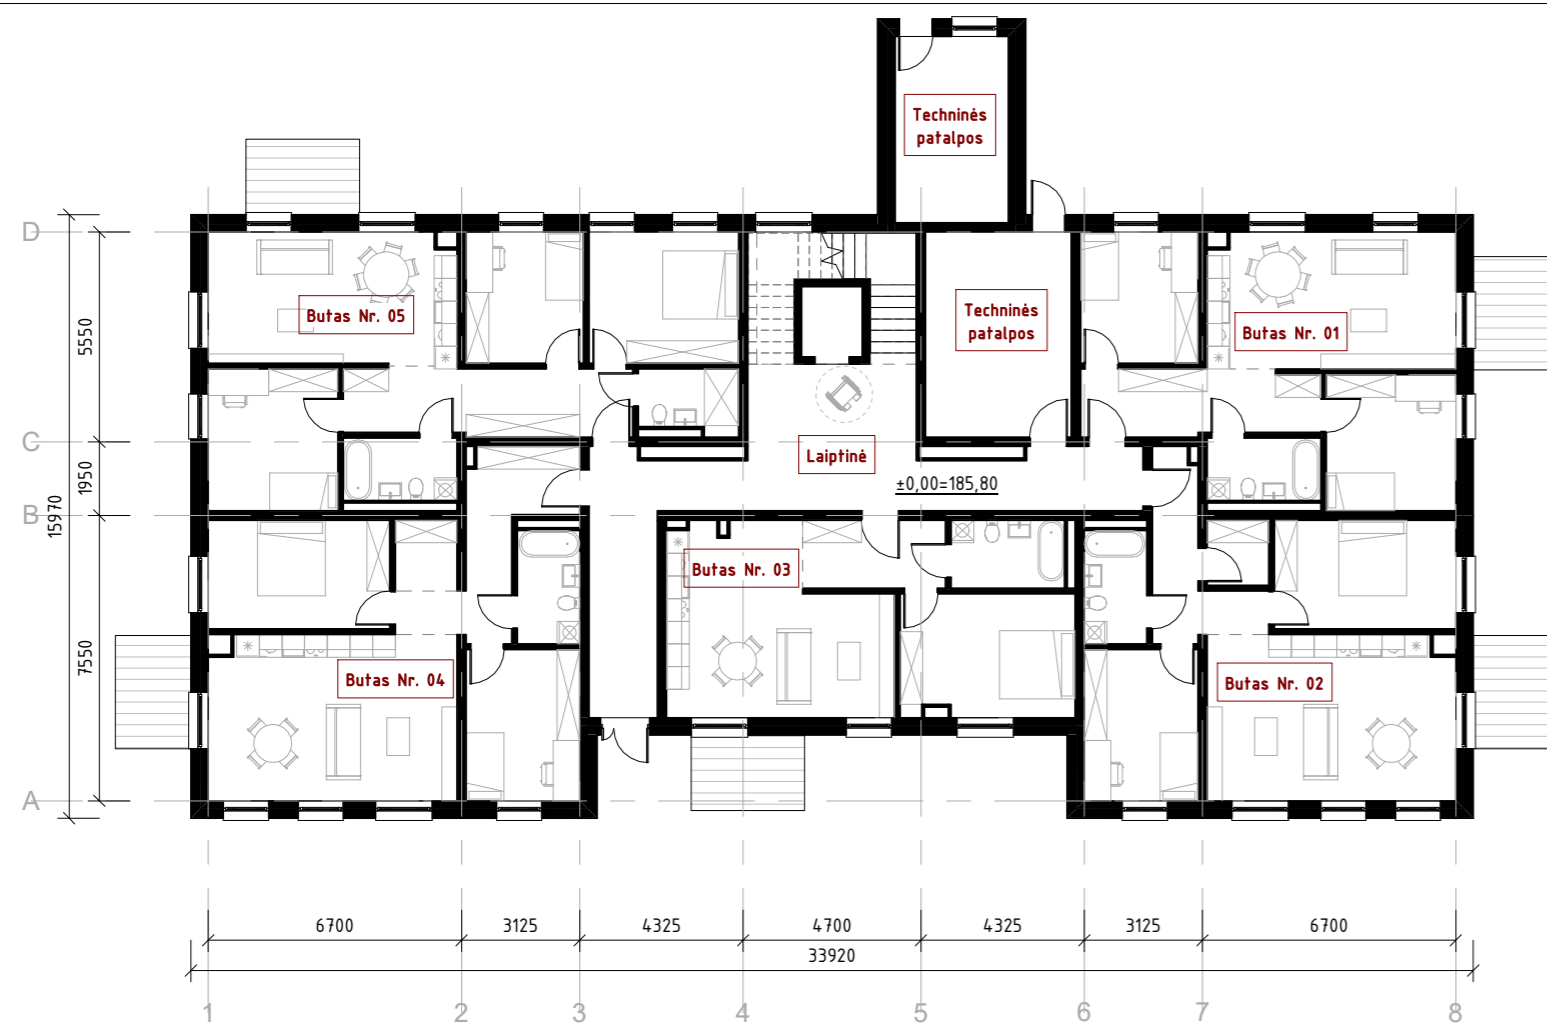 Techninės
patalpos
D
5550
Butas Nr. 05
Techninės
patalpos
Butas Nr. 01
C
1950
Laiptinė
±0,00=185,80
B
15970
Butas Nr. 03
7550
Butas Nr. 04
Butas Nr. 02
A
6700 3125 4325 4700 4325 3125 6700
33920
1 2 3 4 5 6 7 8